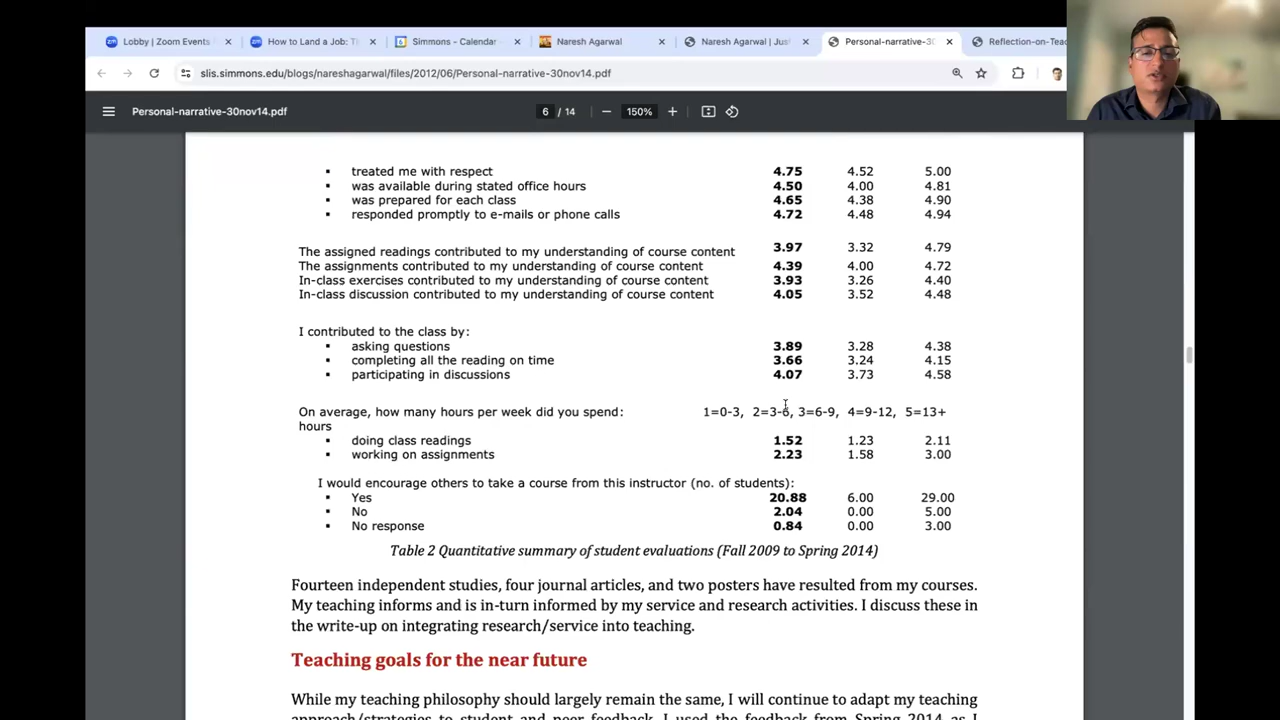 Lobby | Zoom Events
How to Land a Job: Th
Simmons - Calendar
Naresh Agarwal
Naresh Agarwal | Just
Personal-narrative-30
Reflection-on-Tea
slis.simmons.edu/blogs/nareshagarwal/files/2012/06/Personal-narrative-30nov14.pdf
Personal-narrative-30nov14.pdf 6 / 14 150%
▪ treated me with respect 4.75 4.52 5.00
▪ was available during stated office hours 4.50 4.00 4.81
▪ was prepared for each class 4.65 4.38 4.90
▪ responded promptly to e-mails or phone calls 4.72 4.48 4.94
The assigned readings contributed to my understanding of course content 3.97 3.32 4.79
The assignments contributed to my understanding of course content 4.39 4.00 4.72
In-class exercises contributed to my understanding of course content 3.93 3.26 4.40
In-class discussion contributed to my understanding of course content 4.05 3.52 4.48
I contributed to the class by:
▪ asking questions 3.89 3.28 4.38
▪ completing all the reading on time 3.66 3.24 4.15
▪ participating in discussions 4.07 3.73 4.58
On average, how many hours per week did you spend: 1=0-3, 2=3-6, 3=6-9, 4=9-12, 5=13+
hours
▪ doing class readings 1.52 1.23 2.11
▪ working on assignments 2.23 1.58 3.00
I would encourage others to take a course from this instructor (no. of students):
▪ Yes 20.88 6.00 29.00
▪ No 2.04 0.00 5.00
▪ No response 0.84 0.00 3.00
Table 2 Quantitative summary of student evaluations (Fall 2009 to Spring 2014)
Fourteen independent studies, four journal articles, and two posters have resulted from my courses.
My teaching informs and is in-turn informed by my service and research activities. I discuss these in
the write-up on integrating research/service into teaching.
Teaching goals for the near future
While my teaching philosophy should largely remain the same, I will continue to adapt my teaching
approach/strategies to student and peer feedback. I used the feedback from Spring 2014 as I